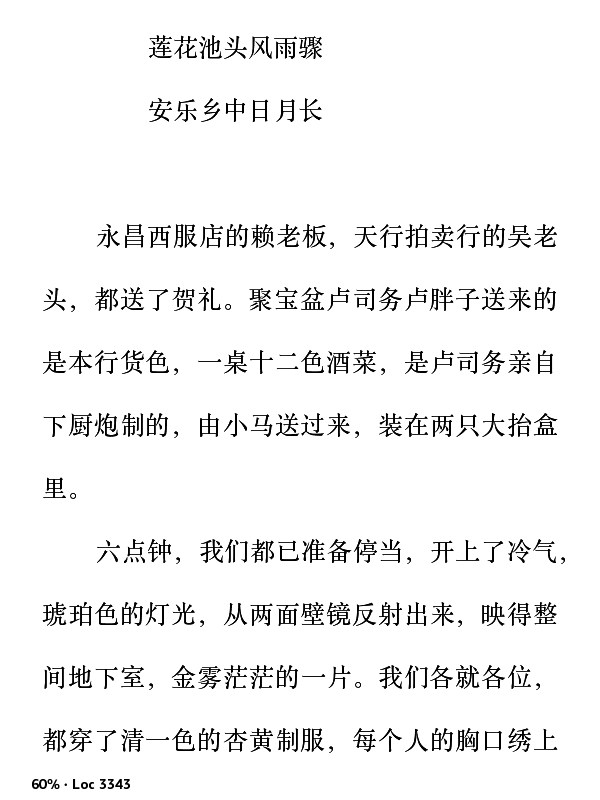 莲花池头风雨骤
安乐乡中日月长
永昌西服店的赖老板，天行拍卖行的吴老
头，都送了贺礼。聚宝盆卢司务卢胖子送来的
是本行货色，一桌十二色酒菜，是卢司务亲自
下厨炮制的，由小马送过来，装在两只大抬盒
里。
六点钟，我们都已准备停当，开上了冷气，
琥珀色的灯光，从两面壁镜反射出来，映得整
间地下室，金雾茫茫的一片。我们各就各位，
都穿了清一色的杏黄制服，每个人的胸口绣上
60% · Loc 3343